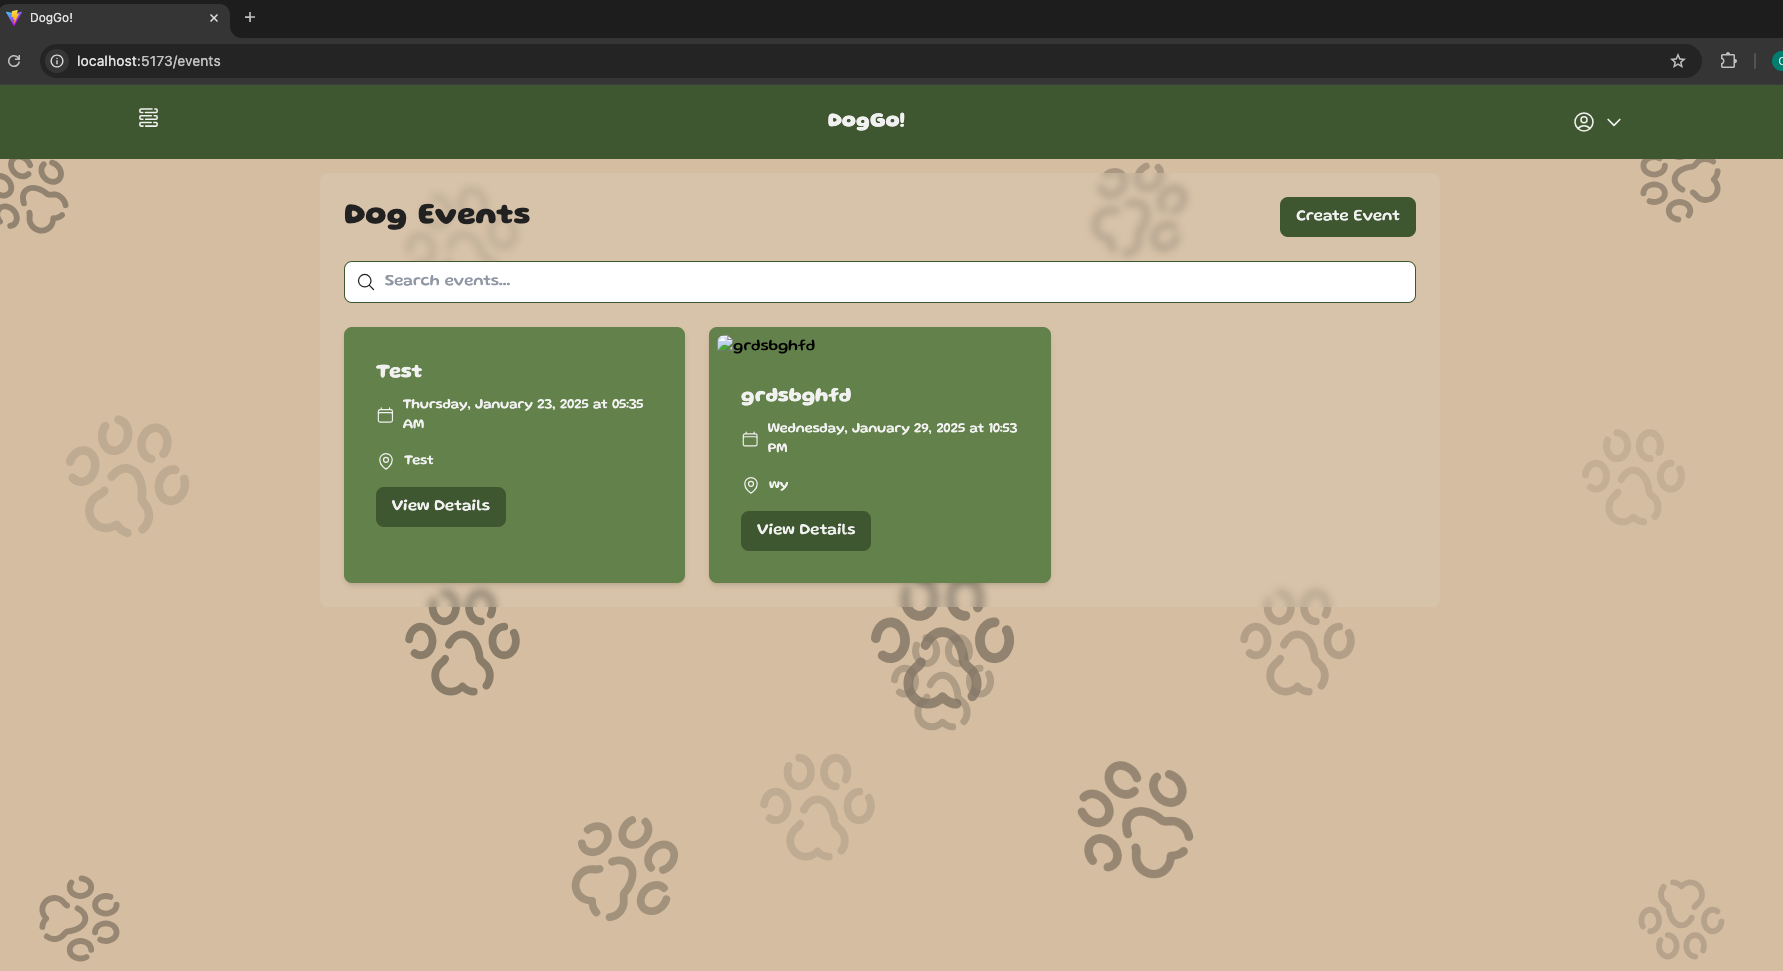 DogGo!
localhost:5173/events
DogGo!
Dog Events
Create Event
Search events...
Test
Thursday, January 23, 2025 at 05:35
AM
Test
View Details
grdsbghfd
grdsbghfd
Wednesday, January 29, 2025 at 10:53
PM
wy
View Details